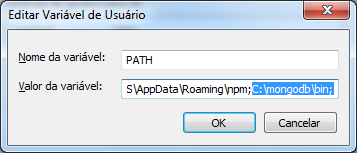 Editar Variável de Usuário
Nome da variável: PATH
Valor da variável: S\AppData\Roaming\npm;C:\mongodb\bin;
OK Cancelar